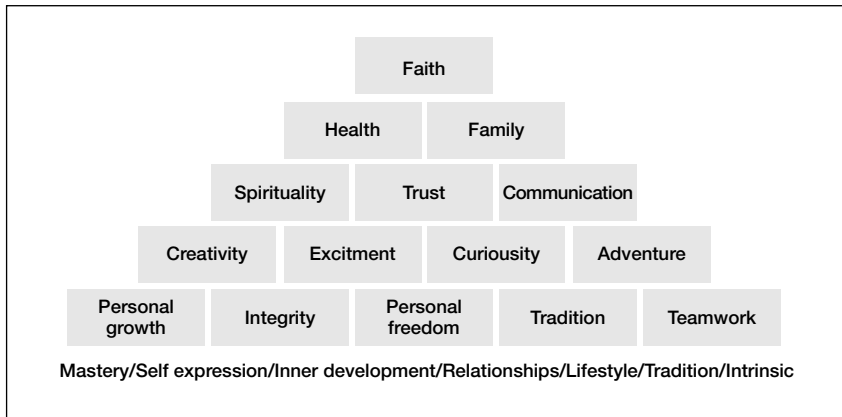 Faith
Health Family
Spirituality Trust Communication
Creativity Excitment Curiousity Adventure
Personal growth Integrity Personal freedom Tradition Teamwork
Mastery/Self expression/Inner development/Relationships/Lifestyle/Tradition/Intrinsic